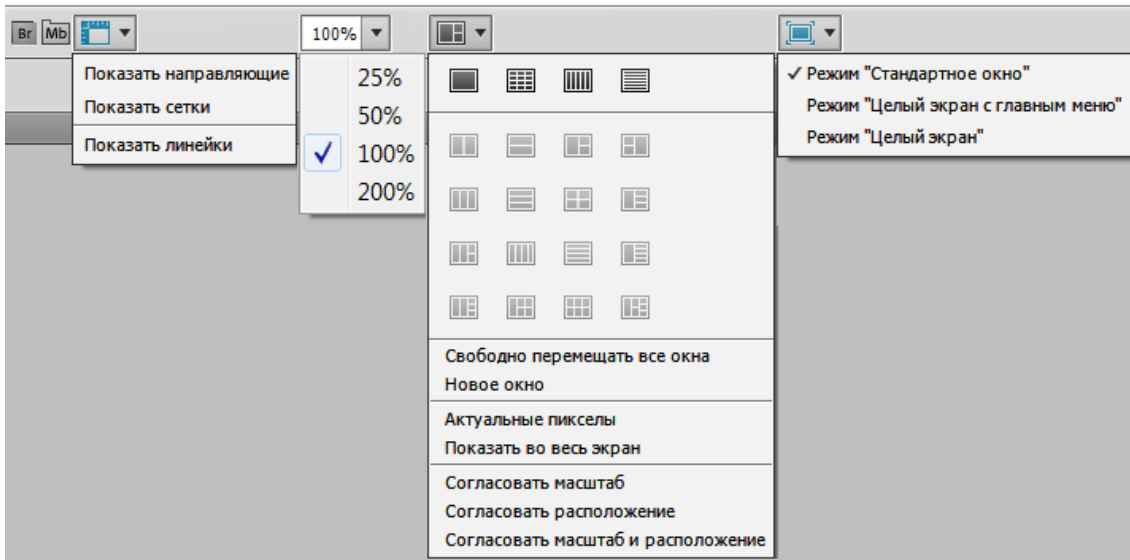 Br Mb 100%
Показать направляющие
Показать сетки
Показать линейки
25%
50%
100%
200%
Свободно перемещать все окна
Новое окно
Актуальные пикселы
Показать во весь экран
Согласовать масштаб
Согласовать расположение
Согласовать масштаб и расположение
Режим "Стандартное окно"
Режим "Целый экран с главным меню"
Режим "Целый экран"